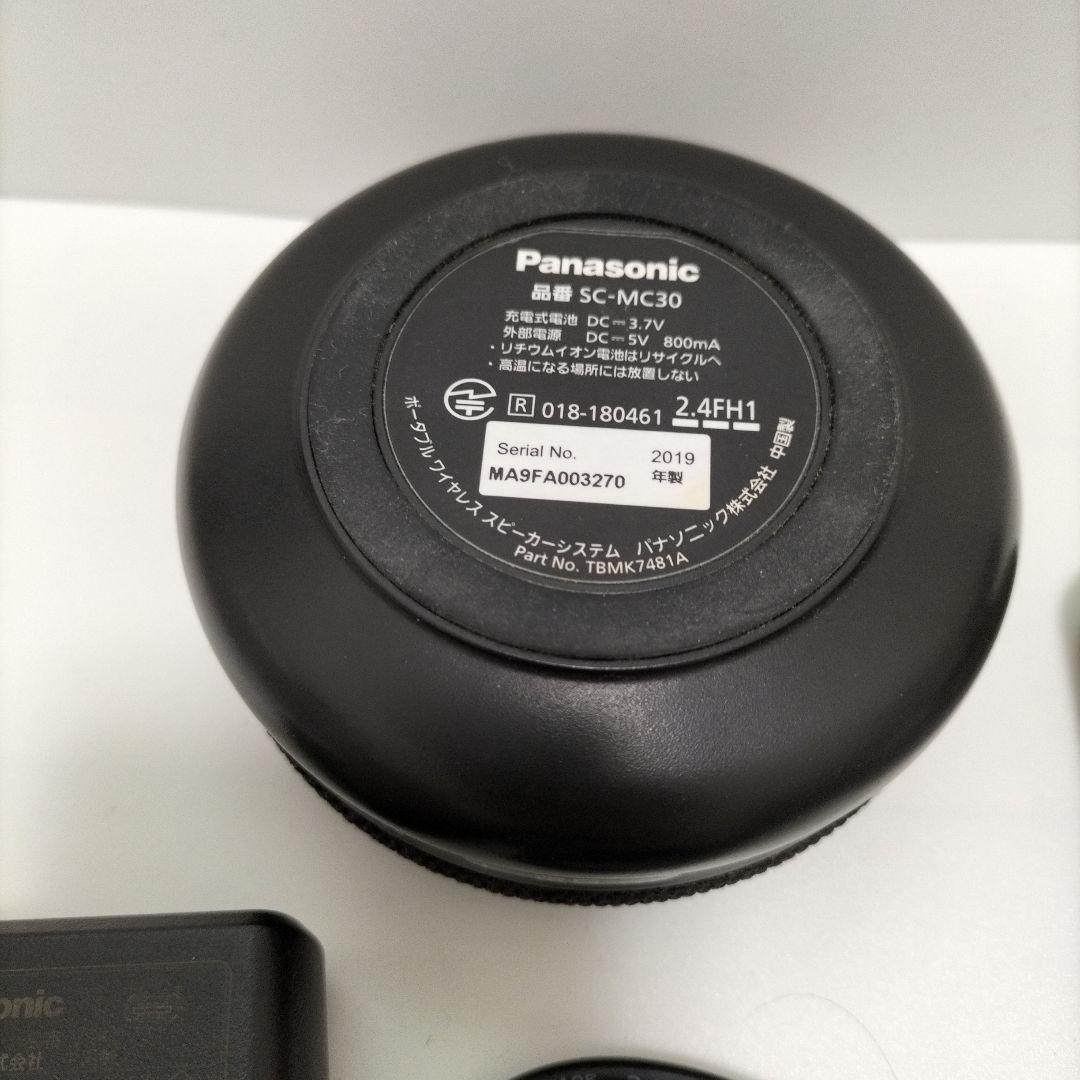 Panasonic
品番 SC-MC30
充電式電池 DC⎓3.7V
外部電源 DC⎓5V 800mA
・リチウムイオン電池はリサイクルへ
・高温になる場所には放置しない
R 018-180461 2.4FH1
Serial No. 2019
MA9FA003270 年製
ポータブル ワイヤレス スピーカーシステム パナソニック株式会社 中国製
Part No. TBMK7481A
onic
式会社